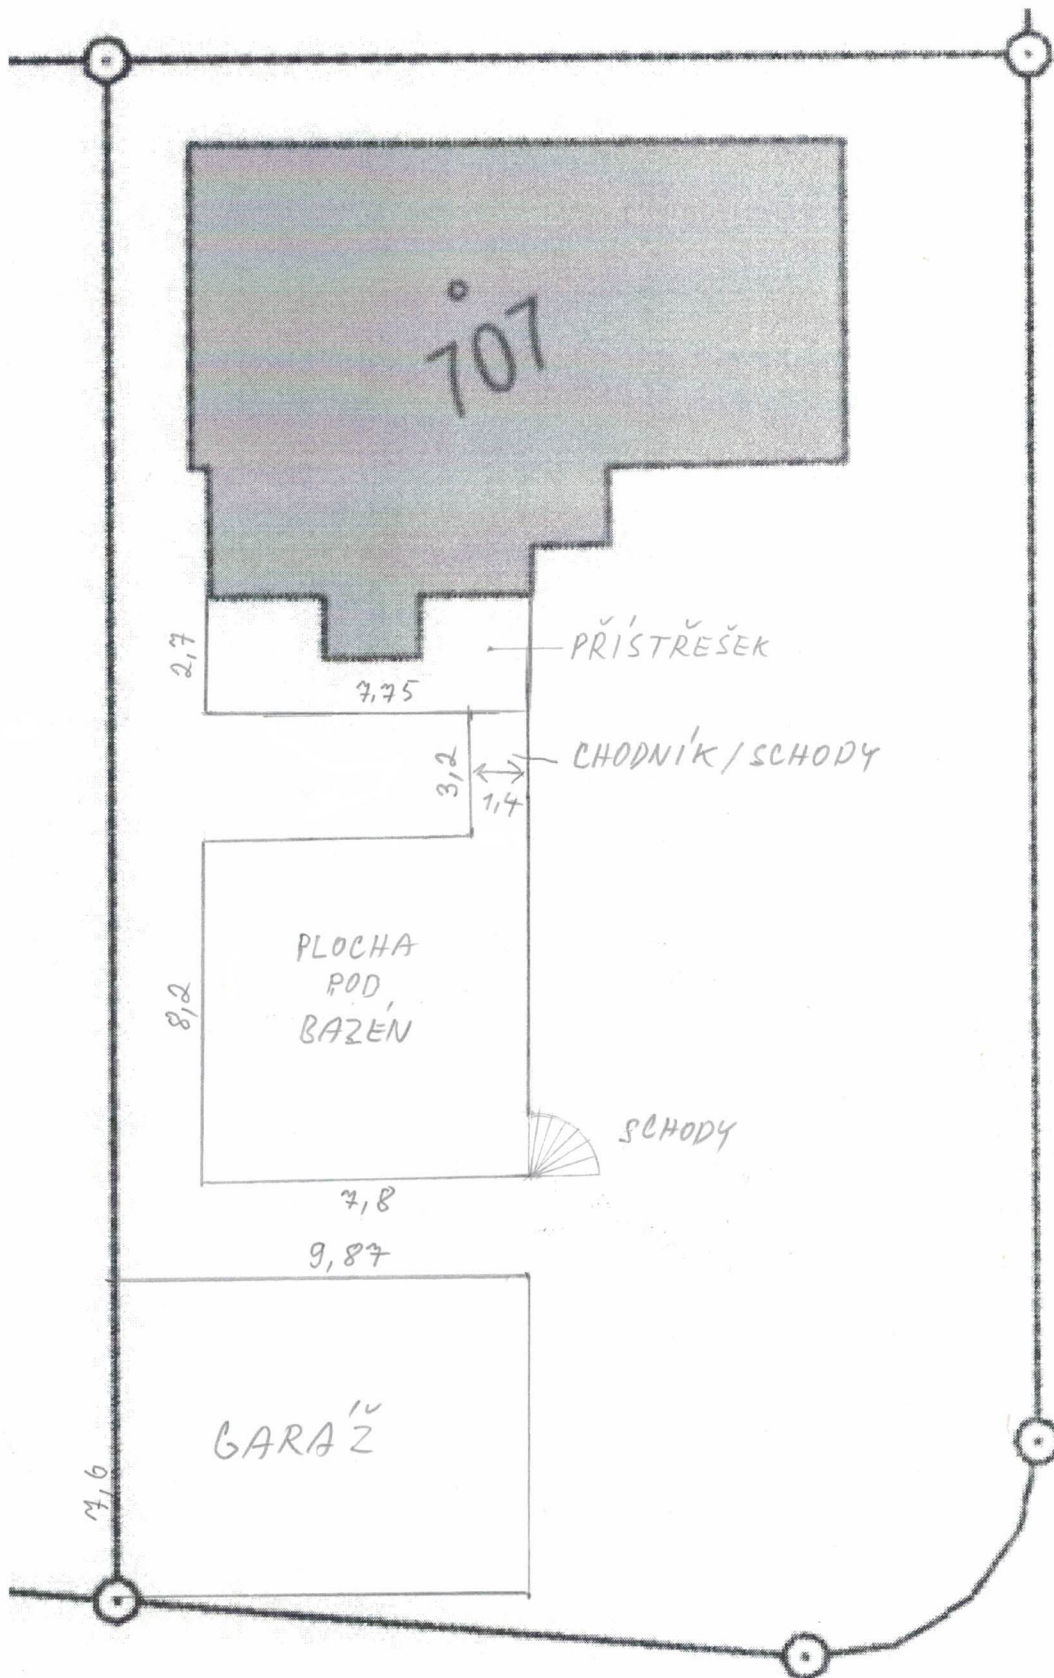 707
PŘÍSTŘEŠEK
2,7
7,75
CHODNÍK / SCHODY
3,2
1,4
PLOCHA
POD
BAZÉN
8,2
SCHODY
7,8
9,87
GARÁŽ
7,6